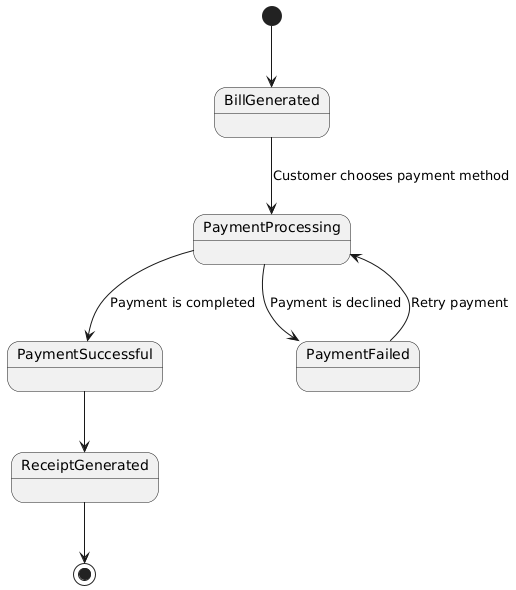 BillGenerated
Customer chooses payment method
PaymentProcessing
Payment is completed
Payment is declined
Retry payment
PaymentSuccessful
PaymentFailed
ReceiptGenerated